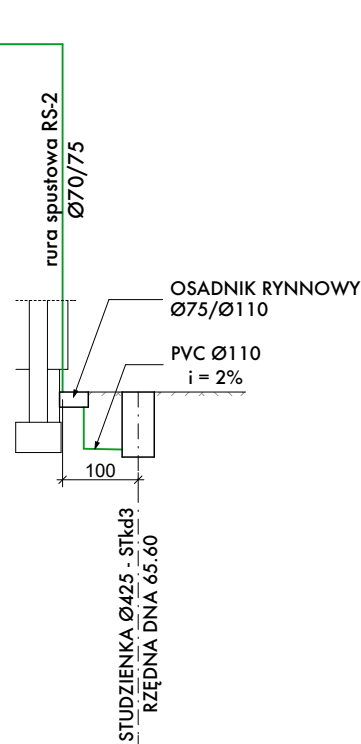 rura spustowa RS-2
Ø70/75
OSADNIK RYNNOWY
Ø75/Ø110
PVC Ø110
i = 2%
100
STUDZIENKA Ø425 - STkd3
RZĘDNA DNA 65.60